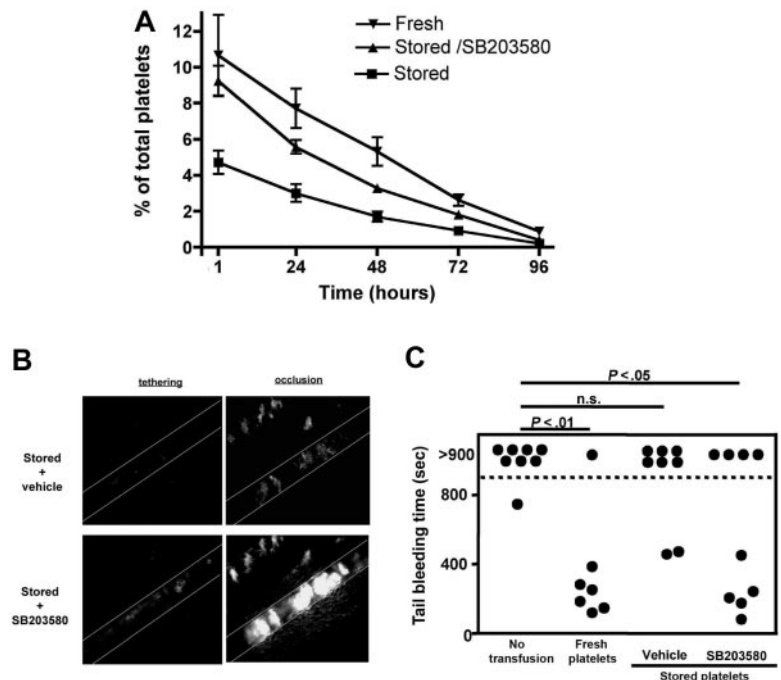 A
Fresh
Stored /SB203580
Stored
% of total platelets
12
10
8
6
4
2
0
1 24 48 72 96
Time (hours)
B
tethering occlusion
Stored
+
vehicle
Stored
+
SB203580
C
P < .05
n.s.
P < .01
Tail bleeding time (sec)
>900
800
400
0
No
transfusion
Fresh
platelets
Vehicle SB203580
Stored platelets